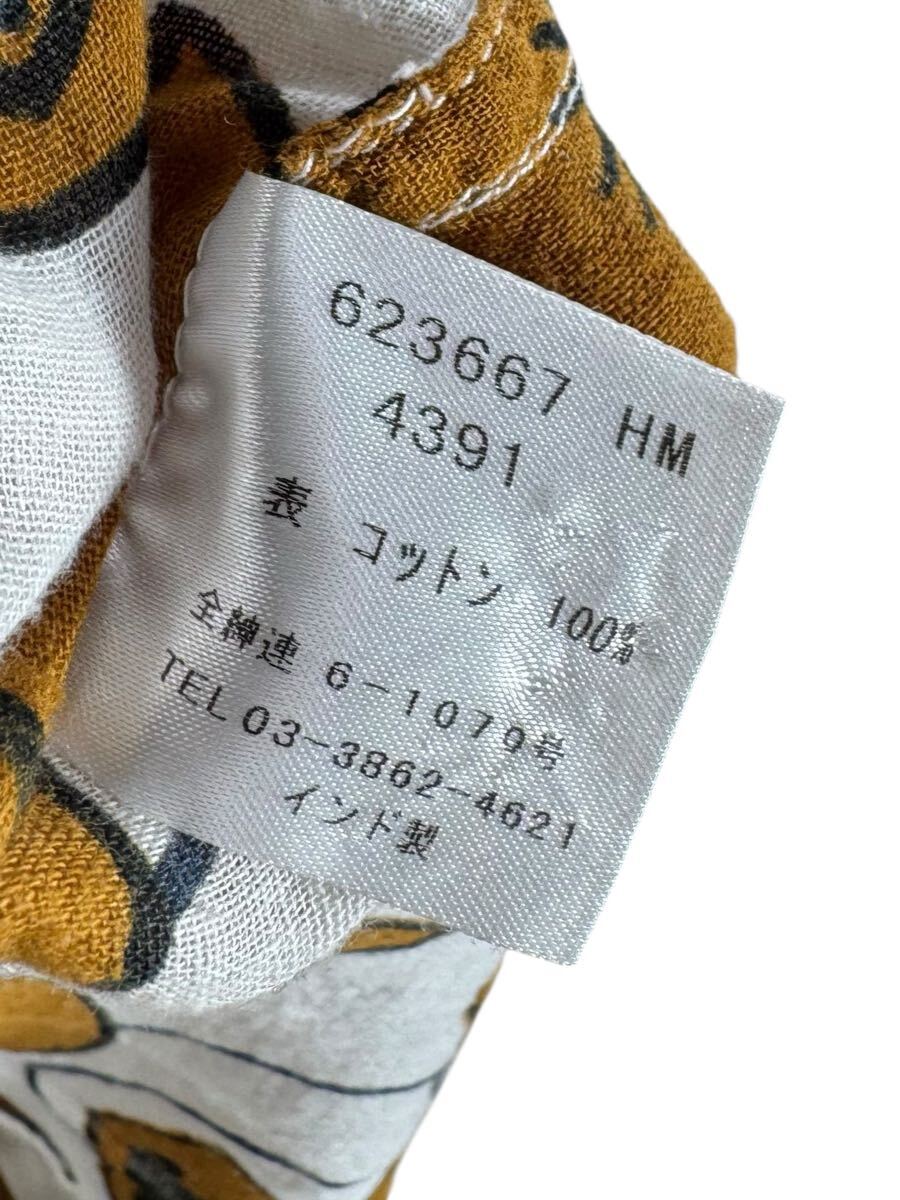 623667 HM
4391
表 コットン 100%
全紳連 6-1079号
TEL03-3862-4621
インド製